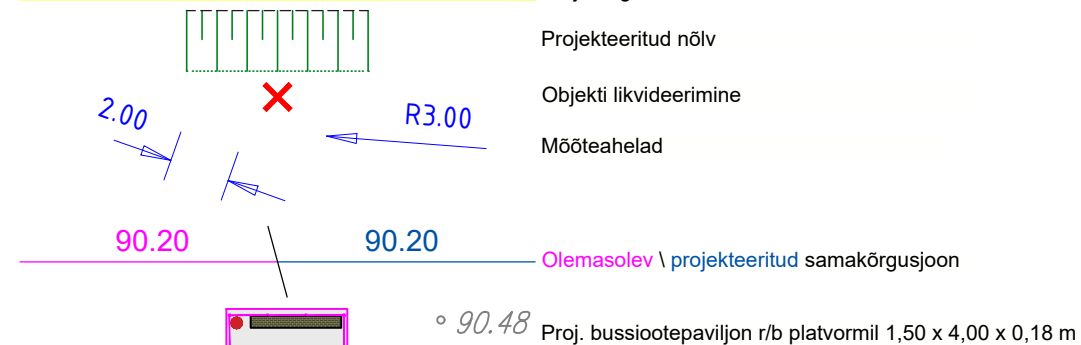 Projekteeritud nõlv
Objekti likvideerimine
2.00
R3.00
Mõõteahelad
90.20
90.20
Olemasolev \ projekteeritud samakõrgusjoon
90.48
Proj. bussiootepaviljon r/b platvormil 1,50 x 4,00 x 0,18 m